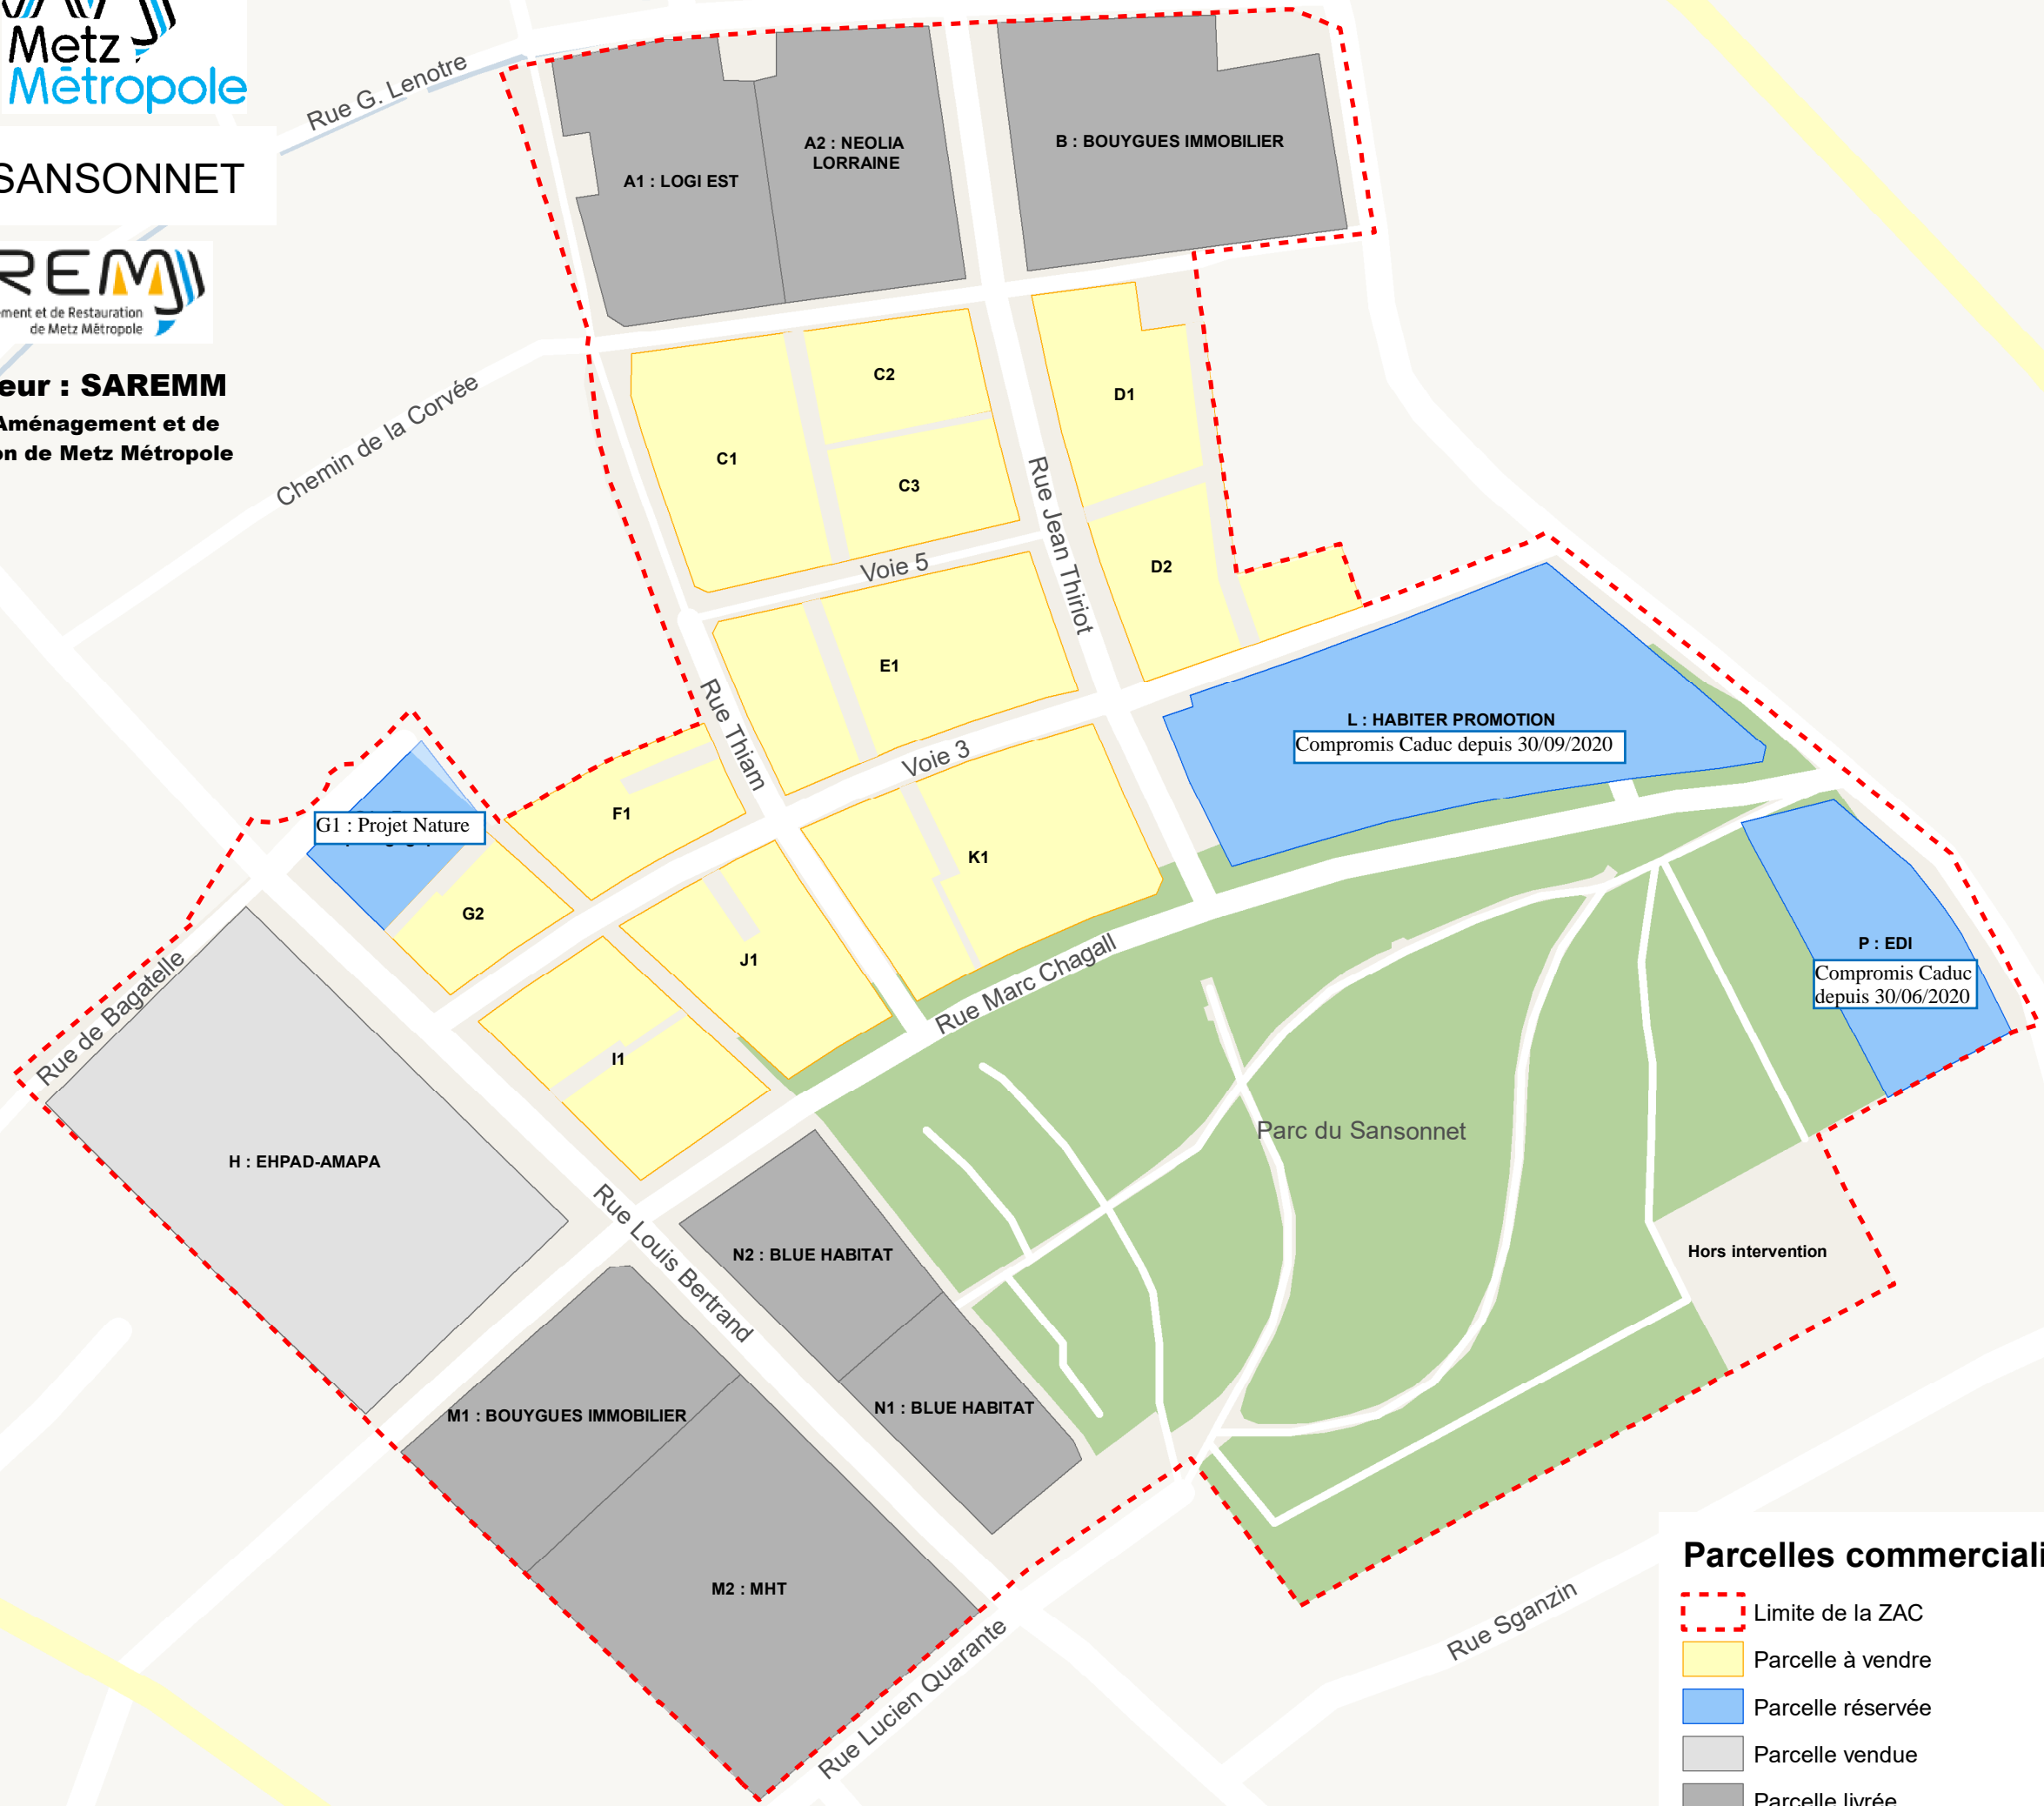 Metz
Métropole
SANSONNET
REM
ment et de Restauration
de Metz Métropole
eur : SAREMM
Aménagement et de
on de Metz Métropole
Rue G. Lenotre
Chemin de la Corvée
A1 : LOGI EST
A2 : NEOLIA
LORRAINE
B : BOUYGUES IMMOBILIER
C1
C2
C3
D1
D2
Rue Jean Thiriot
Voie 5
E1
Rue Thiam
Voie 3
L : HABITER PROMOTION
Compromis Caduc depuis 30/09/2020
F1
G1 : Projet Nature
G2
K1
J1
I1
P : EDI
Compromis Caduc
depuis 30/06/2020
Rue de Bagatelle
Rue Marc Chagall
Parc du Sansonnet
H : EHPAD-AMAPA
Rue Louis Bertrand
N2 : BLUE HABITAT
Hors intervention
M1 : BOUYGUES IMMOBILIER
N1 : BLUE HABITAT
M2 : MHT
Rue Lucien Quarante
Rue Sganzin
Parcelles commerciali
Limite de la ZAC
Parcelle à vendre
Parcelle réservée
Parcelle vendue
Parcelle livrée